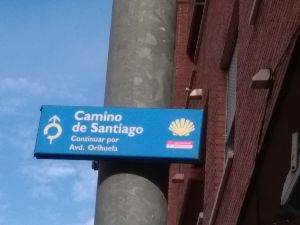 Camino
de Santiago
Continuar por
Avd. Orihuela